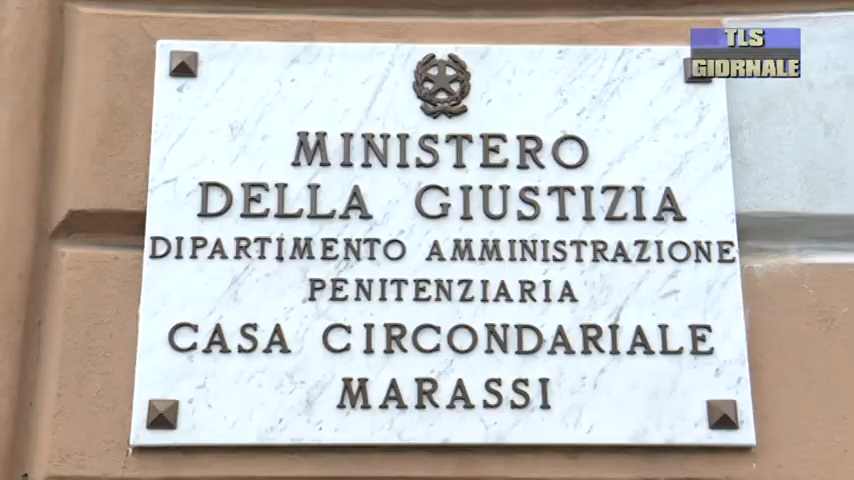 TLS
GIORNALE
MINISTERO
DELLA GIUSTIZIA
DIPARTIMENTO AMMINISTRAZIONE
PENITENZIARIA
CASA CIRCONDARIALE
MARASSI